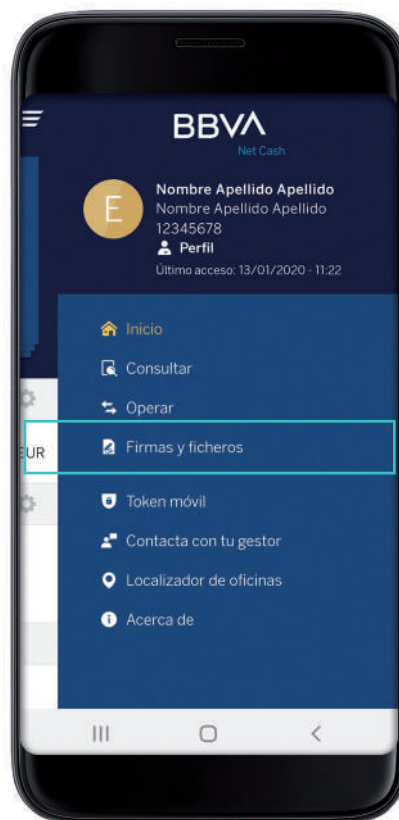 BBVA
Net Cash
E
Nombre Apellido Apellido
Nombre Apellido Apellido
12345678
Perfil
Último acceso: 13/01/2020 - 11:22
Inicio
Consultar
Operar
EUR
Firmas y ficheros
Token móvil
Contacta con tu gestor
Localizador de oficinas
Acerca de